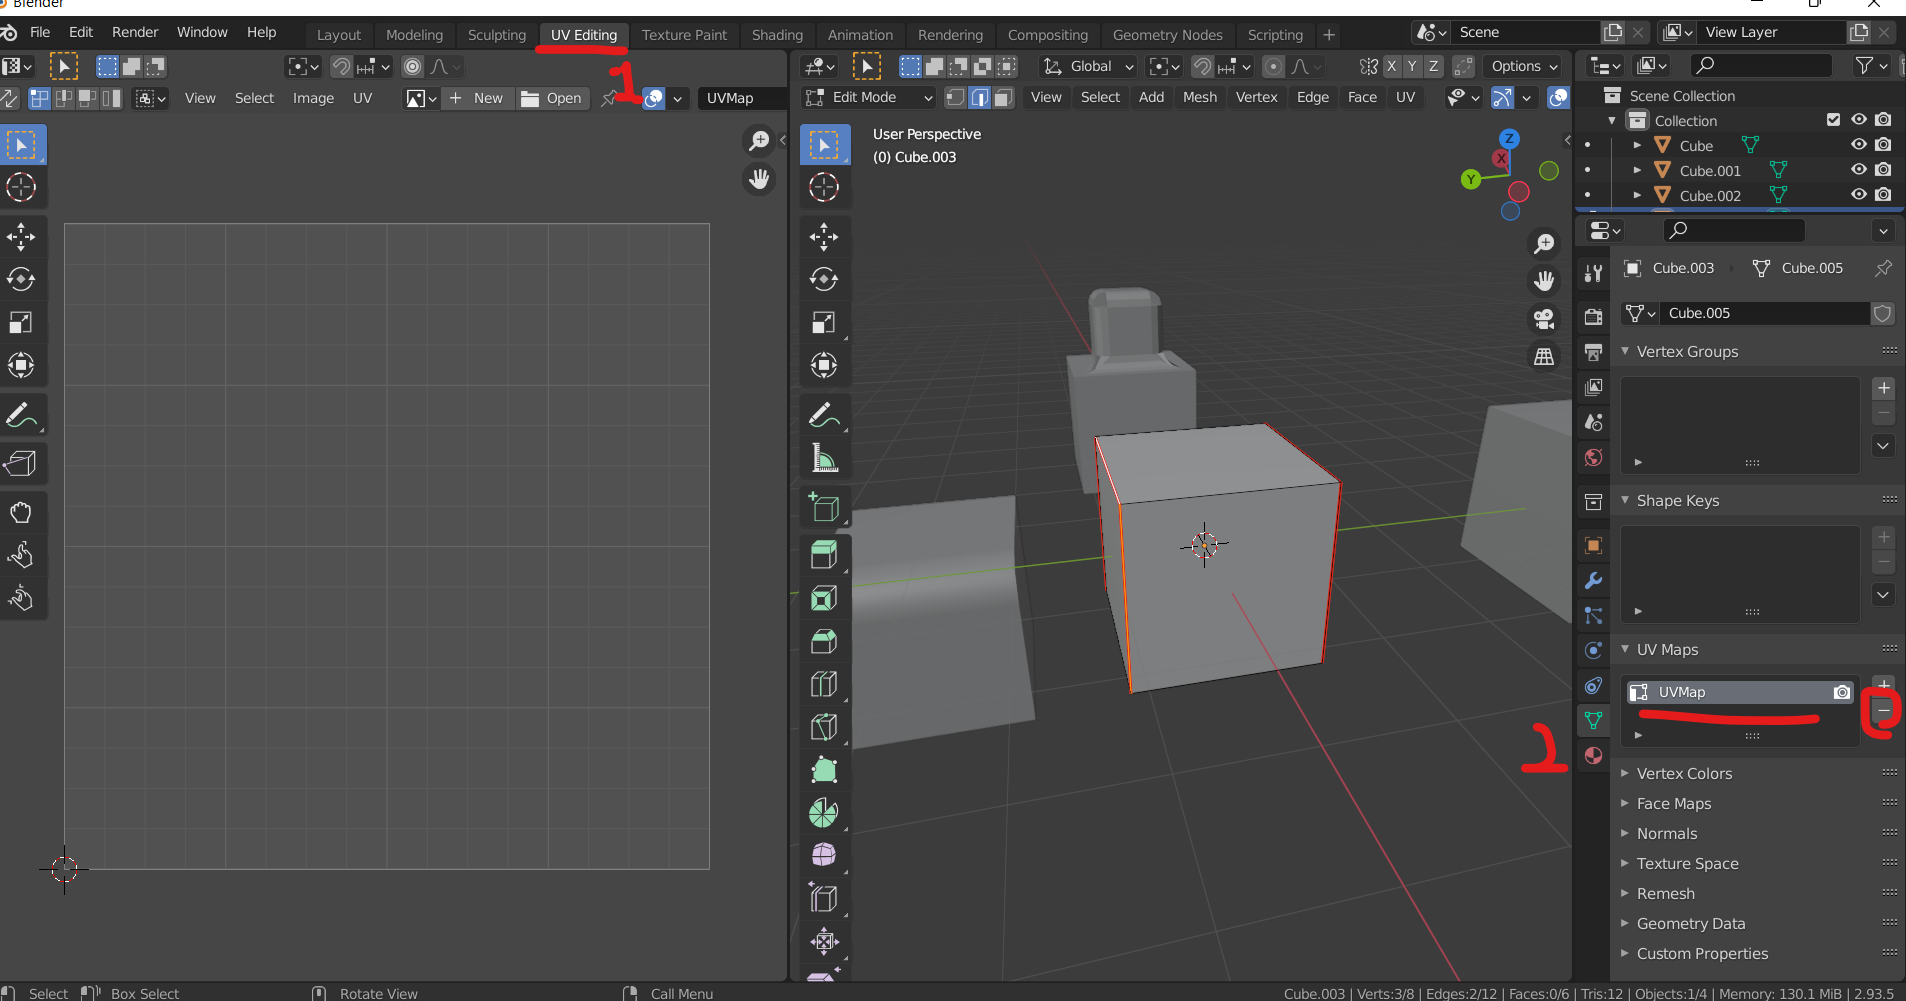 Blender
File Edit Render Window Help Layout Modeling Sculpting UV Editing Texture Paint Shading Animation Rendering Compositing Geometry Nodes Scripting + Scene View Layer
1
Global X Y Z Options
View Select Image UV + New Open UVMap
Edit Mode View Select Add Mesh Vertex Edge Face UV
User Perspective
(0) Cube.003
Z
X
Y
Scene Collection
Collection
Cube
Cube.001
Cube.002
Cube.003 Cube.005
Cube.005
Vertex Groups
Shape Keys
UV Maps
UVMap
2
Vertex Colors
Face Maps
Normals
Texture Space
Remesh
Geometry Data
Custom Properties
Select Box Select Rotate View Call Menu
Cube.003 | Verts:3/8 | Edges:2/12 | Faces:0/6 | Tris:12 | Objects:1/4 | Memory: 130.1 MiB | 2.93.5